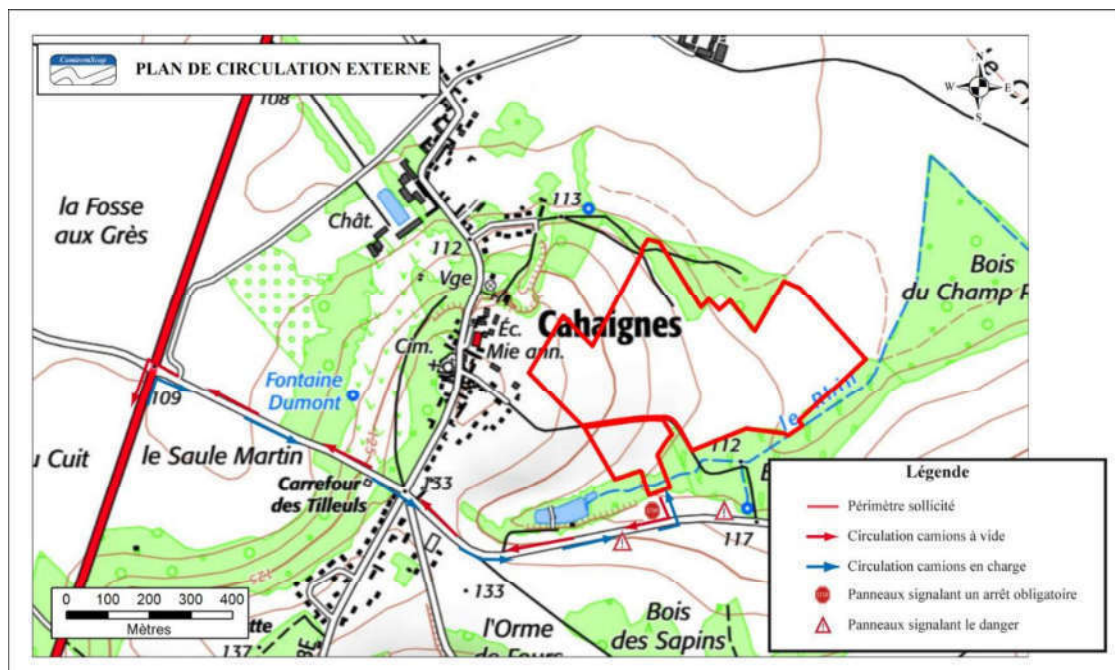 PLAN DE CIRCULATION EXTERNE
N
W
E
S
108
la Fosse
aux Grès
Chât.
113
112
Vge
Bois
du Champ
Cahaignes
Éc.
Mie ann.
Cim.
Fontaine
Dumont
109
125
le Saule Martin
u Cuit
Carrefour
des Tilleuls
133
112
117
133
125
l'Orme
Bois
des Sapins
137
0 100 200 300 400
Mètres
Légende
Périmètre sollicité
Circulation camions à vide
Circulation camions en charge
STOP
Panneaux signalant un arrêt obligatoire
Panneaux signalant le danger